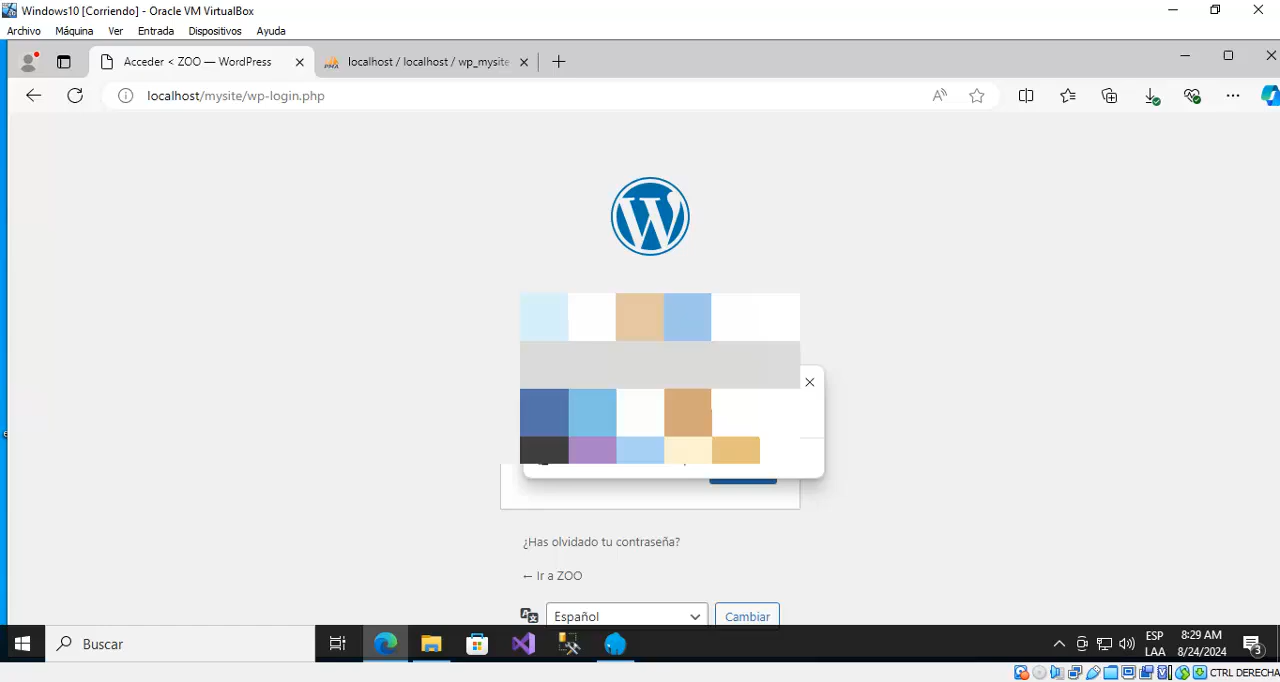 Windows10 [Corriendo] - Oracle VM VirtualBox
Archivo Máquina Ver Entrada Dispositivos Ayuda
Acceder < ZOO — WordPress
localhost / localhost / wp_mysite
localhost/mysite/wp-login.php
¿Has olvidado tu contraseña?
← Ir a ZOO
Español
Cambiar
Buscar
ESP
LAA
8:29 AM
8/24/2024
3
CTRL DERECHA